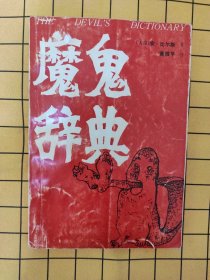 THE DEVIL'S DICTIONARY
魔鬼
辞典